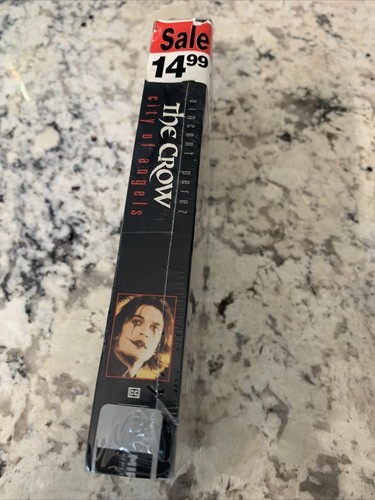 Sale
14 99
vincent perez
THE CROW
city of angels
CC